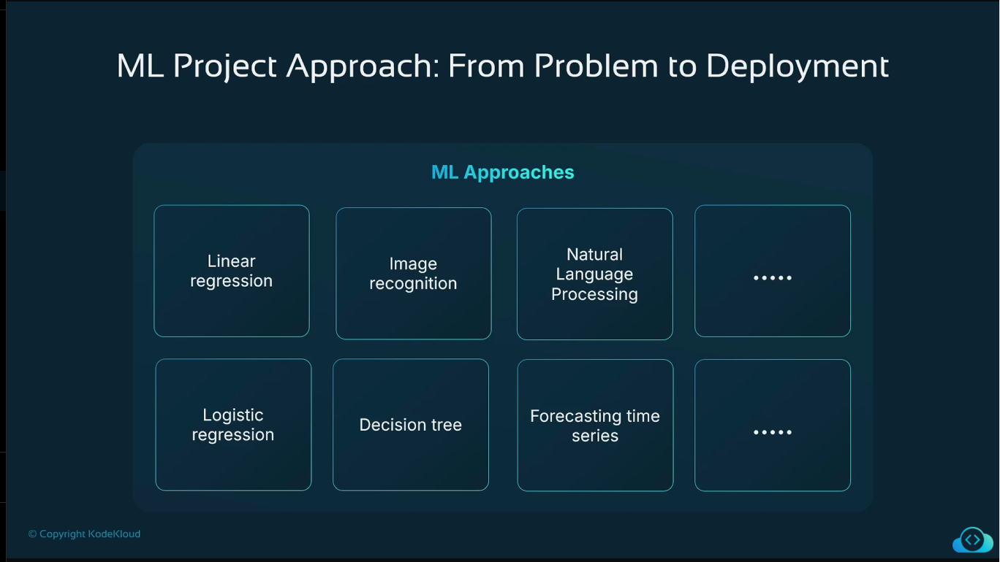 ML Project Approach: From Problem to Deployment
ML Approaches
Linear
regression
Image
recognition
Natural
Language
Processing
.....
Logistic
regression
Decision tree
Forecasting time
series
.....
© Copyright KodeKloud